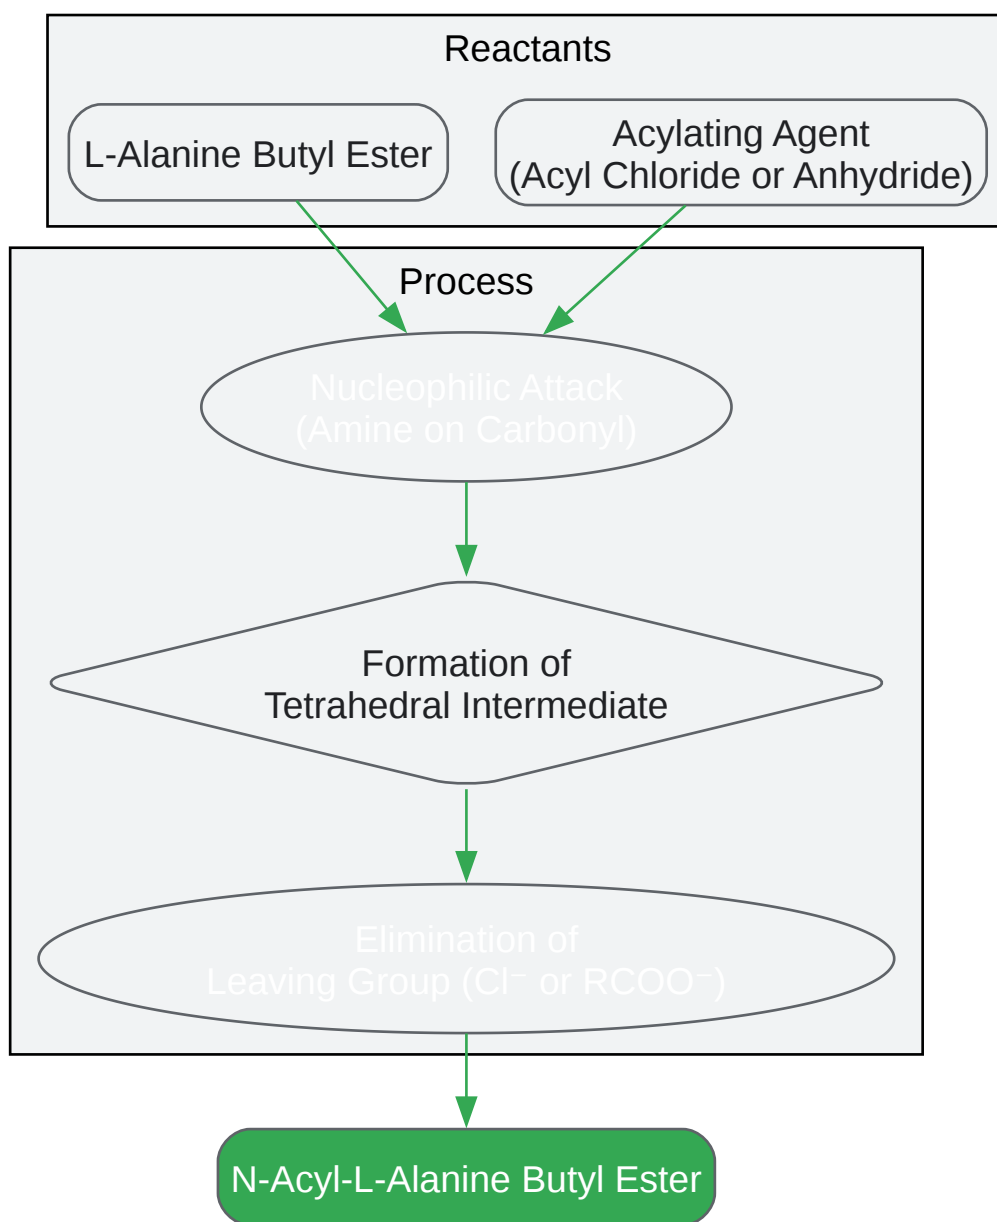 Reactants
L-Alanine Butyl Ester
Acylating Agent
(Acyl Chloride or Anhydride)
Process
Nucleophilic Attack
(Amine on Carbonyl)
Formation of
Tetrahedral Intermediate
Elimination of
Leaving Group (Cl⁻ or RCOO⁻)
N-Acyl-L-Alanine Butyl Ester